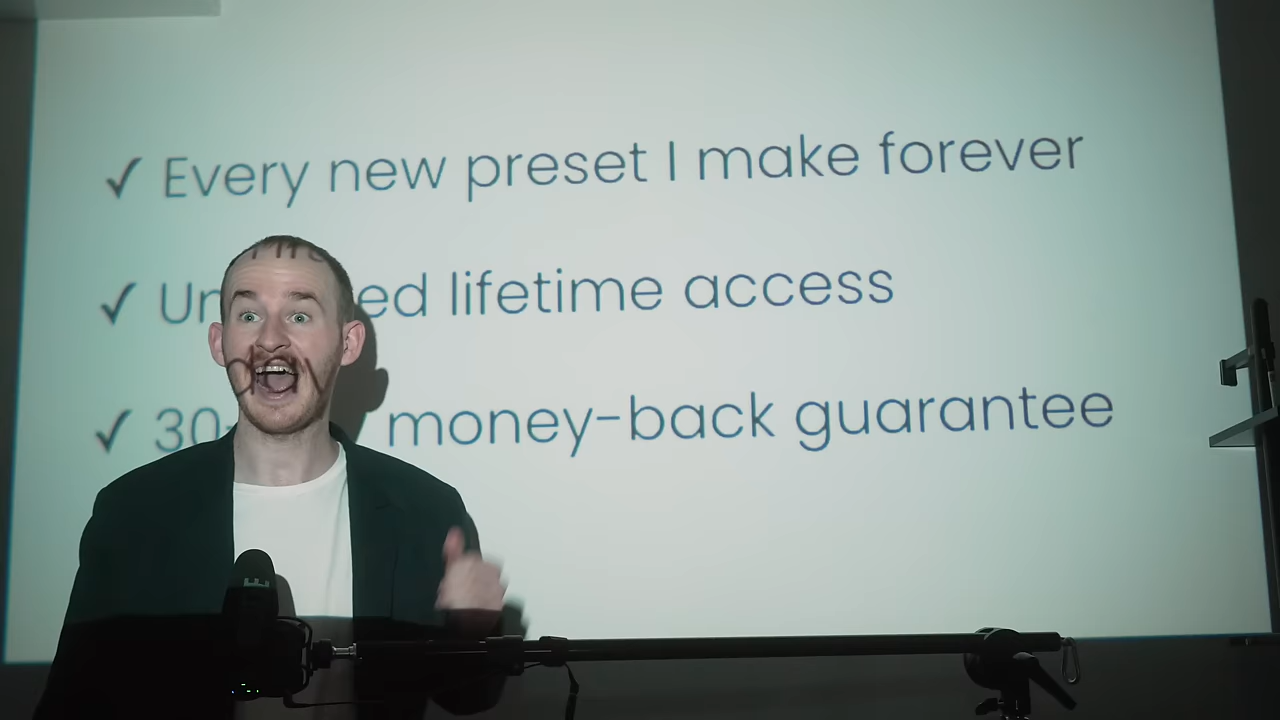 ✓ Every new preset I make forever
✓ lifetime access
✓ money-back guarantee